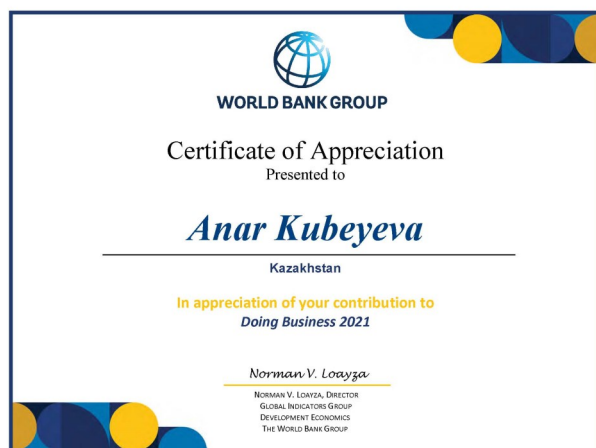 WORLD BANK GROUP
Certificate of Appreciation
Presented to
Anar Kubeyeva
Kazakhstan
In appreciation of your contribution to
Doing Business 2021
Norman V. Loayza
NORMAN V. LOAYZA, DIRECTOR
GLOBAL INDICATORS GROUP
DEVELOPMENT ECONOMICS
THE WORLD BANK GROUP